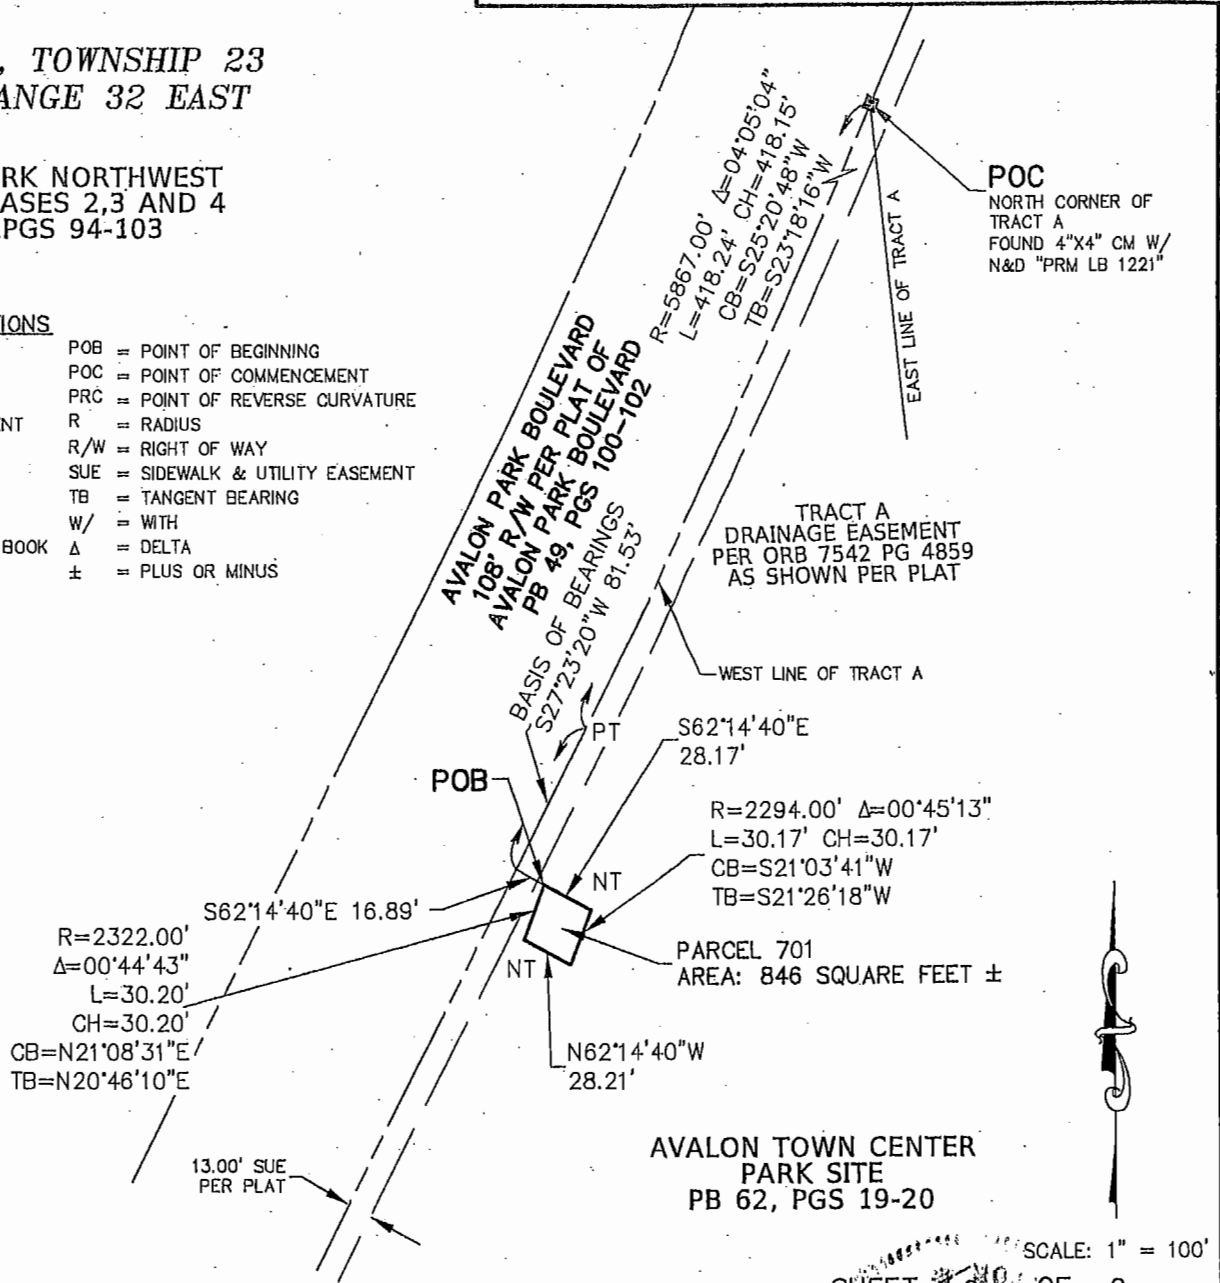 , TOWNSHIP 23
ANGE 32 EAST
RK NORTHWEST
ASES 2,3 AND 4
PGS 94-103
IONS
POB = POINT OF BEGINNING
POC = POINT OF COMMENCEMENT
PRC = POINT OF REVERSE CURVATURE
NT R = RADIUS
R/W = RIGHT OF WAY
SUE = SIDEWALK & UTILITY EASEMENT
TB = TANGENT BEARING
W/ = WITH
BOOK Δ = DELTA
± = PLUS OR MINUS
R=5867.00' Δ=04°05'04"
L=418.24' CH=418.15'
CB=S25°20'48"W
TB=S23°18'16"W
POC
NORTH CORNER OF
TRACT A
FOUND 4"X4" CM W/
N&D "PRM LB 1221"
EAST LINE OF TRACT A
AVALON PARK BOULEVARD
108' R/W PER PLAT OF
AVALON PARK BOULEVARD
PB 49, PGS 100-102
BASIS OF BEARINGS
S27°23'20"W 81.53'
TRACT A
DRAINAGE EASEMENT
PER ORB 7542 PG 4859
AS SHOWN PER PLAT
WEST LINE OF TRACT A
PT
S62°14'40"E
28.17'
POB
R=2294.00' Δ=00°45'13"
L=30.17' CH=30.17'
CB=S21°03'41"W
TB=S21°26'18"W
NT
S62°14'40"E 16.89'
R=2322.00'
Δ=00°44'43"
L=30.20'
CH=30.20'
CB=N21°08'31"E
TB=N20°46'10"E
NT
PARCEL 701
AREA: 846 SQUARE FEET ±
N62°14'40"W
28.21'
13.00' SUE
PER PLAT
AVALON TOWN CENTER
PARK SITE
PB 62, PGS 19-20
SCALE: 1" = 100'
SHEET OF